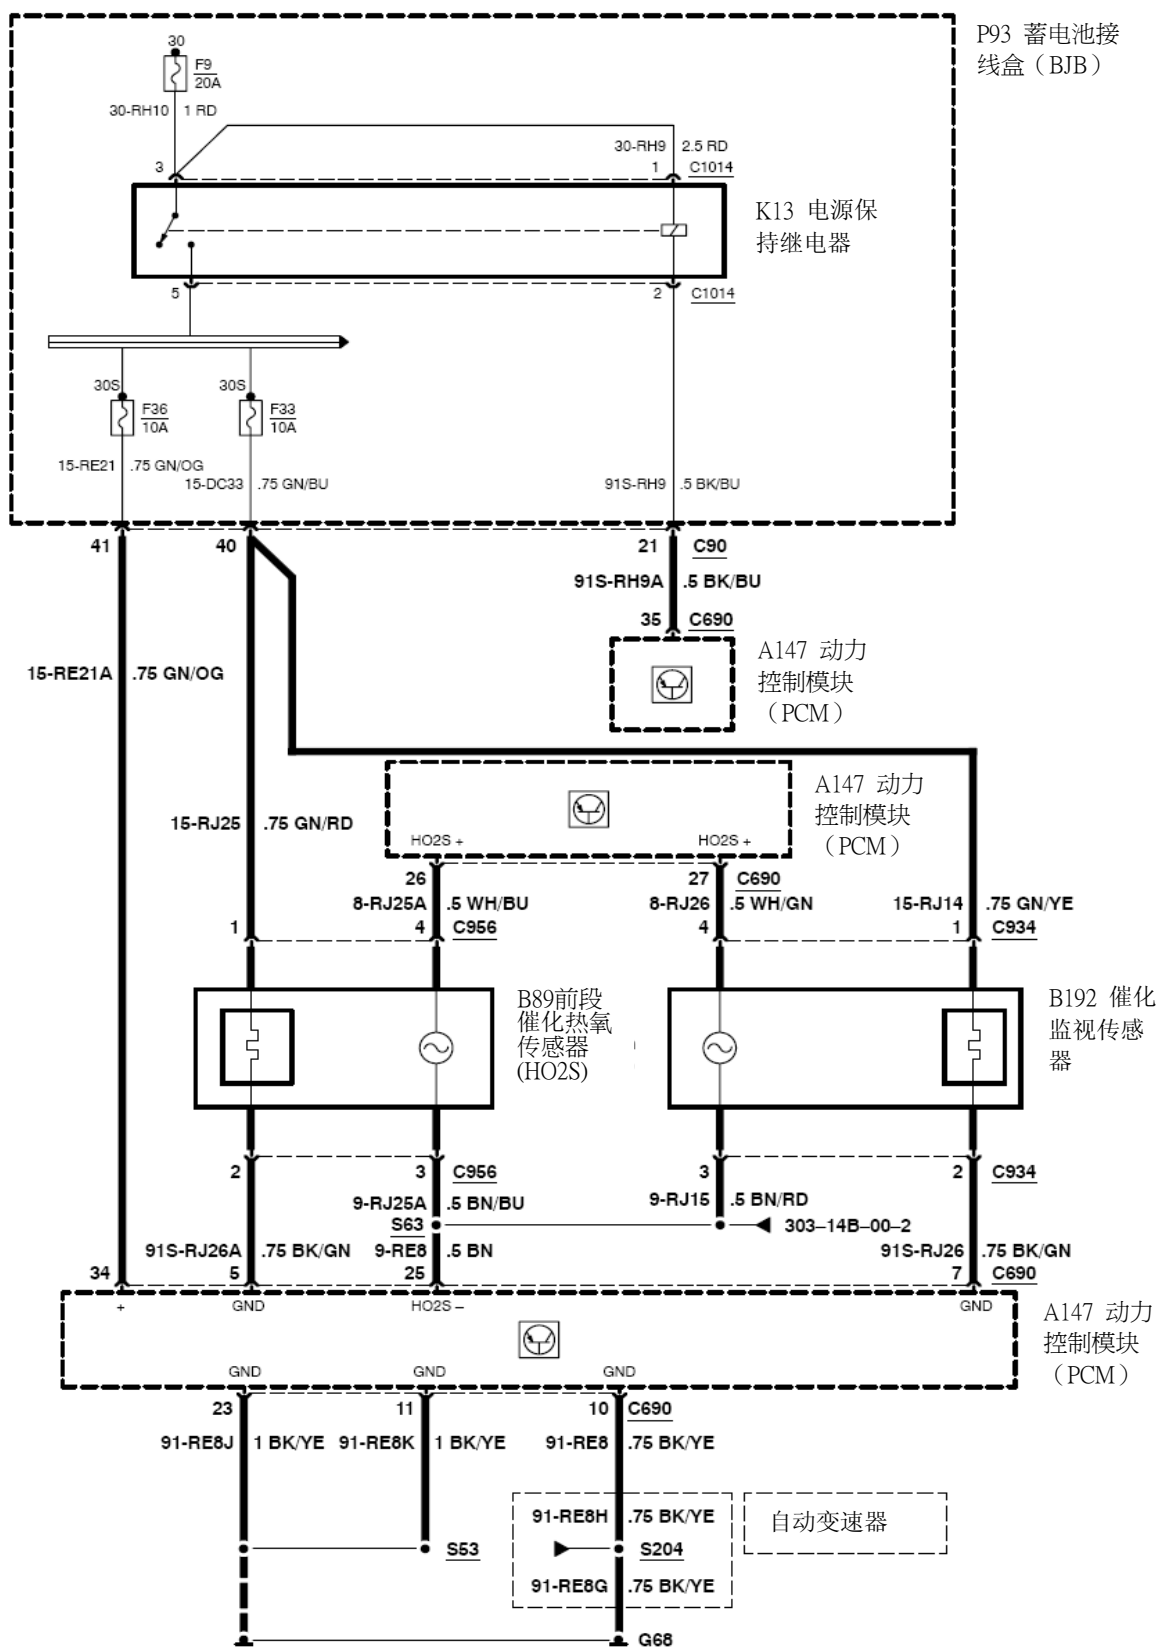 P93 蓄电池接
线盒（BJB）
30
F9
20A
30-RH10 1 RD
30-RH9 2.5 RD
3
1 C1014
K13 电源保
持继电器
5
2 C1014
30S
F36
10A
30S
F33
10A
15-RE21 .75 GN/OG
15-DC33 .75 GN/BU
91S-RH9 .5 BK/BU
41
40
21 C90
91S-RH9A .5 BK/BU
35 C690
A147 动力
控制模块
（PCM）
15-RE21A .75 GN/OG
A147 动力
控制模块
（PCM）
15-RJ25 .75 GN/RD
HO2S +
HO2S +
26
27 C690
8-RJ25A .5 WH/BU
8-RJ26 .5 WH/GN
15-RJ14 .75 GN/YE
1
4 C956
4
1 C934
B89前段
催化热氧
传感器
(HO2S)
B192 催化
监视传感
器
2
3 C956
3
2 C934
9-RJ25A .5 BN/BU
9-RJ15 .5 BN/RD
S63
303–14B–00–2
91S-RJ26A .75 BK/GN
9-RE8 .5 BN
91S-RJ26 .75 BK/GN
34
5
25
7 C690
+
GND
HO2S –
GND
A147 动力
控制模块
（PCM）
GND
GND
GND
23
11
10 C690
91-RE8J 1 BK/YE
91-RE8K 1 BK/YE
91-RE8 .75 BK/YE
91-RE8H .75 BK/YE
自动变速器
S53
S204
91-RE8G .75 BK/YE
G68